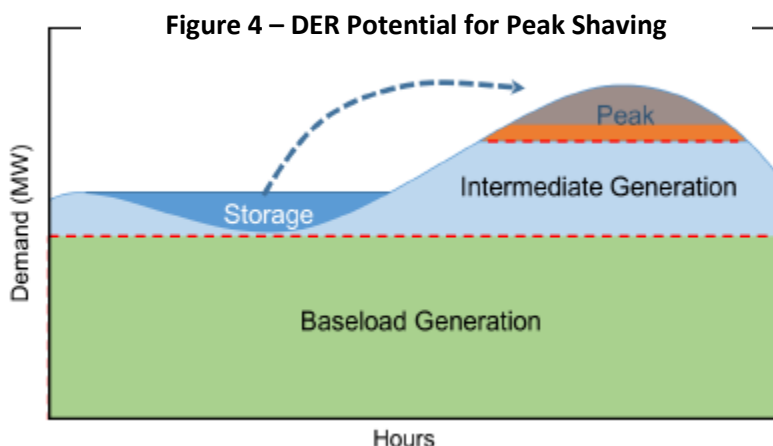 Figure 4 – DER Potential for Peak Shaving
Demand (MW)
Peak
Intermediate Generation
Storage
Baseload Generation
Hours